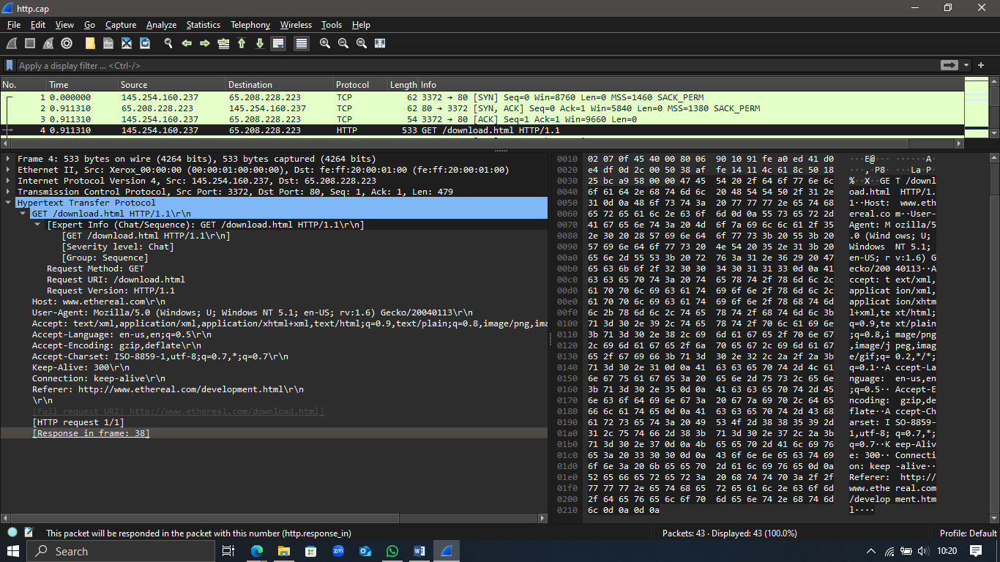 http.cap
File Edit View Go Capture Analyze Statistics Telephony Wireless Tools Help
Apply a display filter ... <Ctrl-/>
No. Time Source Destination Protocol Length Info
1 0.000000 145.254.160.237 65.208.228.223 TCP 62 3372 → 80 [SYN] Seq=0 Win=8760 Len=0 MSS=1460 SACK_PERM
2 0.911310 65.208.228.223 145.254.160.237 TCP 62 80 → 3372 [SYN, ACK] Seq=0 Ack=1 Win=5840 Len=0 MSS=1380 SACK_PERM
3 0.911310 145.254.160.237 65.208.228.223 TCP 54 3372 → 80 [ACK] Seq=1 Ack=1 Win=9660 Len=0
4 0.911310 145.254.160.237 65.208.228.223 HTTP 533 GET /download.html HTTP/1.1
Frame 4: 533 bytes on wire (4264 bits), 533 bytes captured (4264 bits)
Ethernet II, Src: Xerox_00:00:00 (00:00:01:00:00:00), Dst: fe:ff:20:00:01:00 (fe:ff:20:00:01:00)
Internet Protocol Version 4, Src: 145.254.160.237, Dst: 65.208.228.223
Transmission Control Protocol, Src Port: 3372, Dst Port: 80, Seq: 1, Ack: 1, Len: 479
Hypertext Transfer Protocol
GET /download.html HTTP/1.1\r\n
[Expert Info (Chat/Sequence): GET /download.html HTTP/1.1\r\n]
[GET /download.html HTTP/1.1\r\n]
[Severity level: Chat]
[Group: Sequence]
Request Method: GET
Request URI: /download.html
Request Version: HTTP/1.1
Host: www.ethereal.com\r\n
User-Agent: Mozilla/5.0 (Windows; U; Windows NT 5.1; en-US; rv:1.6) Gecko/20040113\r\n
Accept: text/xml,application/xml,application/xhtml+xml,text/html;q=0.9,text/plain;q=0.8,image/png,ima
Accept-Language: en-us,en;q=0.5\r\n
Accept-Encoding: gzip,deflate\r\n
Accept-Charset: ISO-8859-1,utf-8;q=0.7,*;q=0.7\r\n
Keep-Alive: 300\r\n
Connection: keep-alive\r\n
Referer: http://www.ethereal.com/development.html\r\n
\r\n
[Full request URI: http://www.ethereal.com/download.html]
[HTTP request 1/1]
[Response in frame: 38]
0010 02 07 0f 45 40 00 80 06 90 10 91 fe a0 ed 41 d0 ···E@··· ······A·
0020 e4 df 0d 2c 00 50 38 af fe 14 11 4c 61 8c 50 18 ···,·P8· ···La·P·
0030 25 bc a9 58 00 00 47 45 54 20 2f 64 6f 77 6e 6c %··X··GE T /downl
0040 6f 61 64 2e 68 74 6d 6c 20 48 54 54 50 2f 31 2e oad.html HTTP/1.
0050 31 0d 0a 48 6f 73 74 3a 20 77 77 77 2e 65 74 68 1··Host: www.eth
0060 65 72 65 61 6c 2e 63 6f 6d 0d 0a 55 73 65 72 2d ereal.co m··User-
0070 41 67 65 6e 74 3a 20 4d 6f 7a 69 6c 6c 61 2f 35 Agent: M ozilla/5
0080 2e 30 20 28 57 69 6e 64 6f 77 73 3b 20 55 3b 20 .0 (Wind ows; U;
0090 57 69 6e 64 6f 77 73 20 4e 54 20 35 2e 31 3b 20 Windows NT 5.1;
00a0 65 6e 2d 55 53 3b 20 72 76 3a 31 2e 36 29 20 47 en-US; r v:1.6) G
00b0 65 63 6b 6f 2f 32 30 30 34 30 31 31 33 0d 0a 41 ecko/200 40113··A
00c0 63 63 65 70 74 3a 20 74 65 78 74 2f 78 6d 6c 2c ccept: t ext/xml,
00d0 61 70 70 6c 69 63 61 74 69 6f 6e 2f 78 6d 6c 2c applicat ion/xml,
00e0 61 70 70 6c 69 63 61 74 69 6f 6e 2f 78 68 74 6d applicat ion/xhtm
00f0 6c 2b 78 6d 6c 2c 74 65 78 74 2f 68 74 6d 6c 3b l+xml,te xt/html;
0100 71 3d 30 2e 39 2c 74 65 78 74 2f 70 6c 61 69 6e q=0.9,te xt/plain
0110 3b 71 3d 30 2e 38 2c 69 6d 61 67 65 2f 70 6e 67 ;q=0.8,i mage/png
0120 2c 69 6d 61 67 65 2f 6a 70 65 67 2c 69 6d 61 67 ,image/j peg,imag
0130 65 2f 67 69 66 3b 71 3d 30 2e 32 2c 2a 2f 2a 3b e/gif;q= 0.2,*/*;
0140 71 3d 30 2e 31 0d 0a 41 63 63 65 70 74 2d 4c 61 q=0.1··A ccept-La
0150 6e 67 75 61 67 65 3a 20 65 6e 2d 75 73 2c 65 6e nguage: en-us,en
0160 3b 71 3d 30 2e 35 0d 0a 41 63 63 65 70 74 2d 45 ;q=0.5·· Accept-E
0170 6e 63 6f 64 69 6e 67 3a 20 67 7a 69 70 2c 64 65 ncoding: gzip,de
0180 66 6c 61 74 65 0d 0a 41 63 63 65 70 74 2d 43 68 flate··A ccept-Ch
0190 61 72 73 65 74 3a 20 49 53 4f 2d 38 38 35 39 2d arset: I SO-8859-
01a0 31 2c 75 74 66 2d 38 3b 71 3d 30 2e 37 2c 2a 3b 1,utf-8; q=0.7,*;
01b0 71 3d 30 2e 37 0d 0a 4b 65 65 70 2d 41 6c 69 76 q=0.7··K eep-Aliv
01c0 65 3a 20 33 30 30 0d 0a 43 6f 6e 6e 65 63 74 69 e: 300·· Connecti
01d0 6f 6e 3a 20 6b 65 65 70 2d 61 6c 69 76 65 0d 0a on: keep -alive··
01e0 52 65 66 65 72 65 72 3a 20 68 74 74 70 3a 2f 2f Referer: http://
01f0 77 77 77 2e 65 74 68 65 72 65 61 6c 2e 63 6f 6d www.ethe real.com
0200 2f 64 65 76 65 6c 6f 70 6d 65 6e 74 2e 68 74 6d /develop ment.htm
0210 6c 0d 0a 0d 0a l····
This packet will be responded in the packet with this number (http.response_in)
Packets: 43 · Displayed: 43 (100.0%)
Profile: Default
Search
zm
10:20